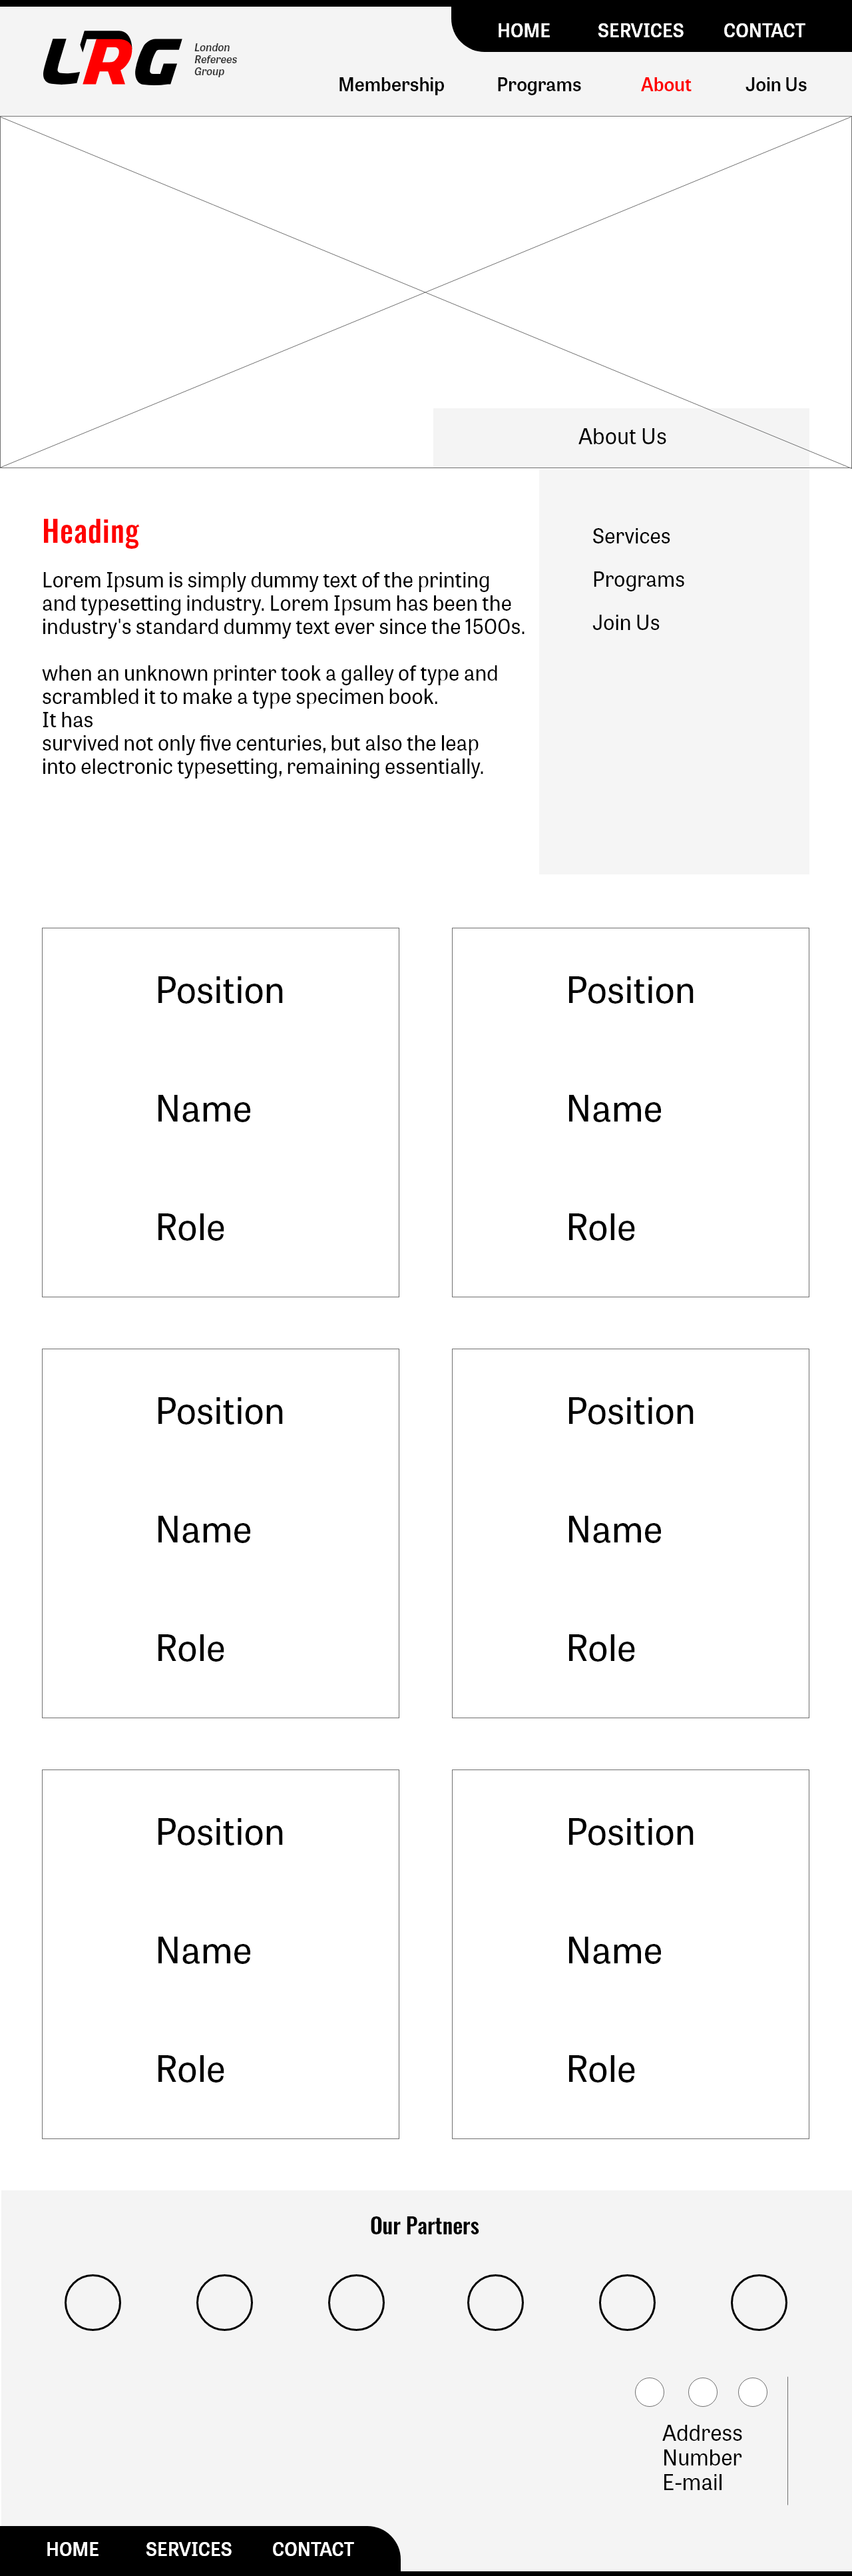 HOME SERVICES CONTACT
LRG
London
Referees
Group
Membership Programs About Join Us
About Us
Heading
Lorem Ipsum is simply dummy text of the printing
and typesetting industry. Lorem Ipsum has been the
industry's standard dummy text ever since the 1500s.
when an unknown printer took a galley of type and
scrambled it to make a type specimen book.
It has
survived not only five centuries, but also the leap
into electronic typesetting, remaining essentially.
Services
Programs
Join Us
Position
Name
Role
Position
Name
Role
Position
Name
Role
Position
Name
Role
Position
Name
Role
Position
Name
Role
Our Partners
Address
Number
E-mail
HOME SERVICES CONTACT